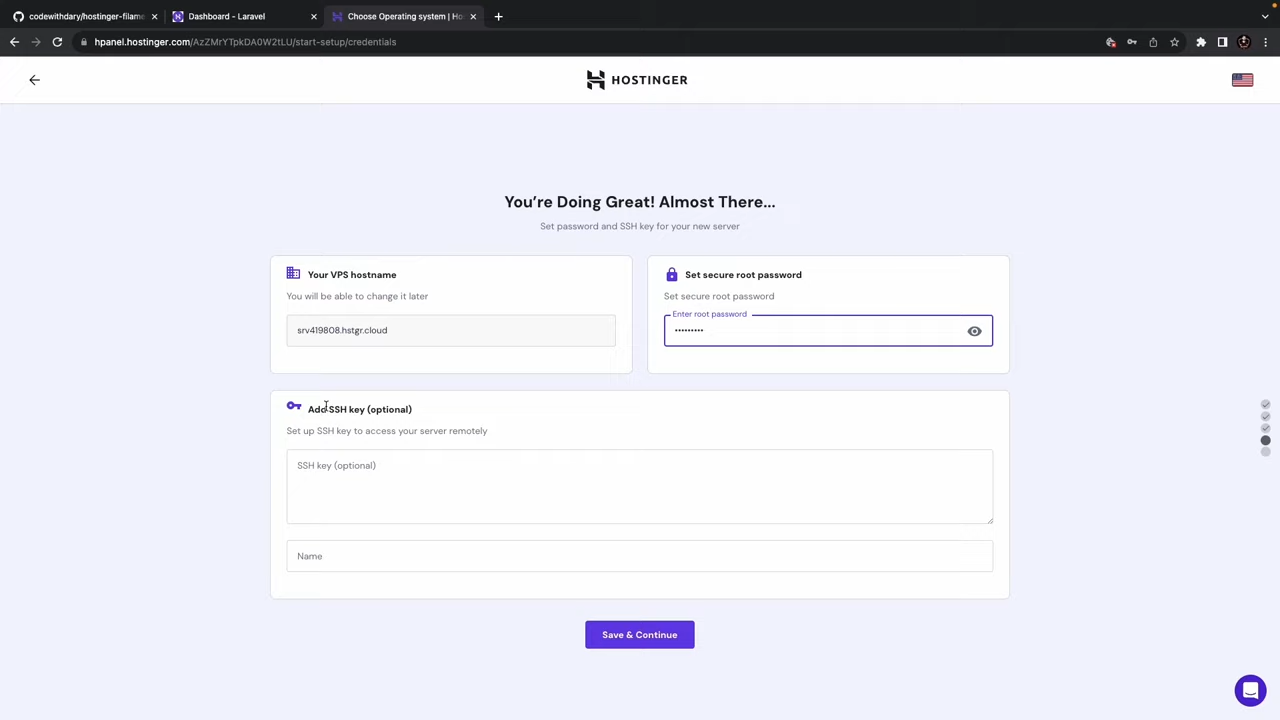 codewithdary/hostinger-filame
Dashboard - Laravel
Choose Operating system | Ho
hpanel.hostinger.com/AzZMrYTpkDA0W2tLU/start-setup/credentials
HOSTINGER
You're Doing Great! Almost There...
Set password and SSH key for your new server
Your VPS hostname
You will be able to change it later
srv419808.hstgr.cloud
Set secure root password
Set secure root password
Enter root password
•••••••••
Add SSH key (optional)
Set up SSH key to access your server remotely
SSH key (optional)
Name
Save & Continue